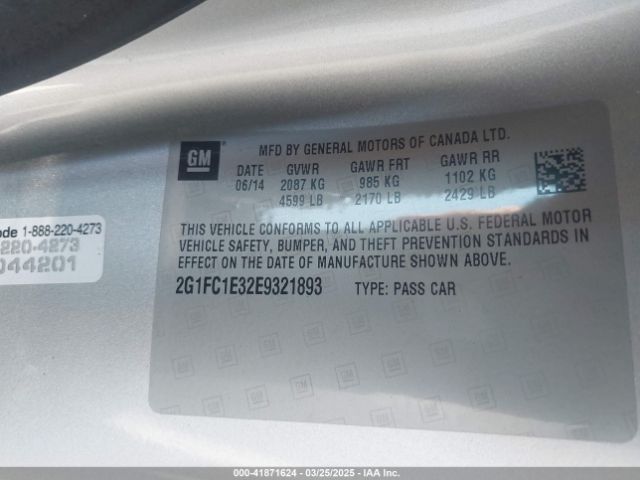 GM
MFD BY GENERAL MOTORS OF CANADA LTD.
DATE GVWR GAWR FRT GAWR RR
06/14 2087 KG 985 KG 1102 KG
4599 LB 2170 LB 2429 LB
THIS VEHICLE CONFORMS TO ALL APPLICABLE U.S. FEDERAL MOTOR
VEHICLE SAFETY, BUMPER, AND THEFT PREVENTION STANDARDS IN
EFFECT ON THE DATE OF MANUFACTURE SHOWN ABOVE.
2G1FC1E32E9321893 TYPE: PASS CAR
ode 1-888-220-4273
220-4273
044201
000-41871624 | 03/25/2025 | IAA Inc.